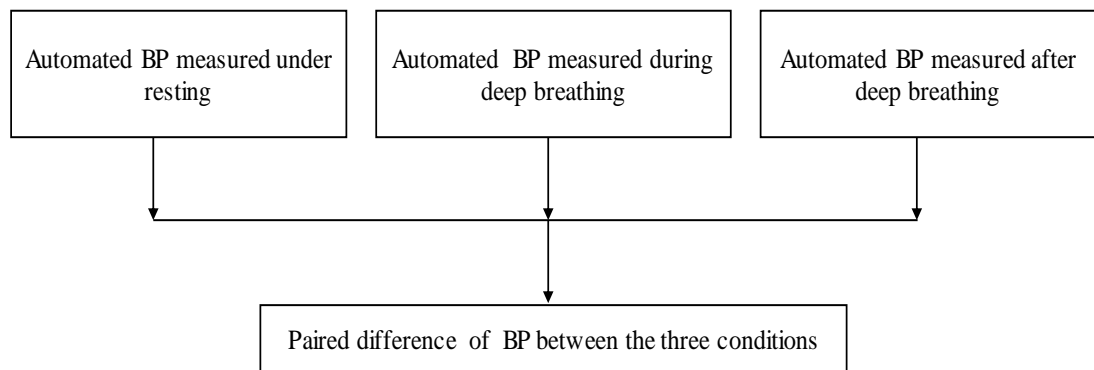 Automated BP measured under
resting
Automated BP measured during
deep breathing
Automated BP measured after
deep breathing
Paired difference of BP between the three conditions